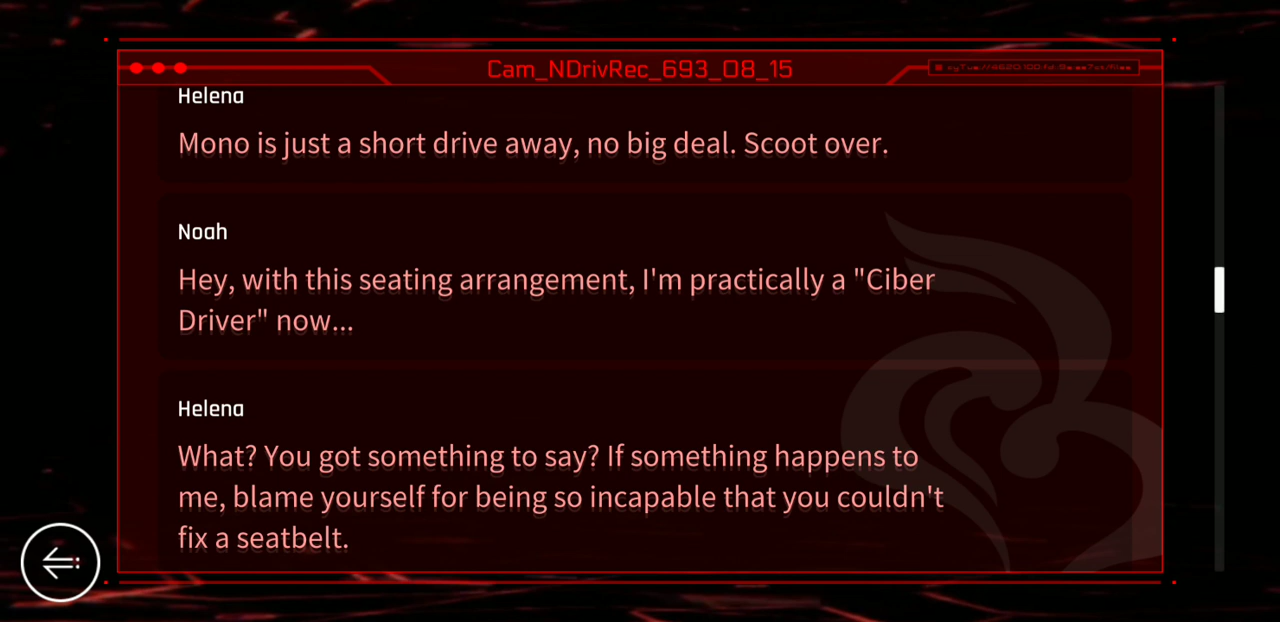 Cam_NDrivRec_693_08_15
Helena
Mono is just a short drive away, no big deal. Scoot over.
Noah
Hey, with this seating arrangement, I'm practically a "Ciber
Driver" now...
Helena
What? You got something to say? If something happens to
me, blame yourself for being so incapable that you couldn't
fix a seatbelt.